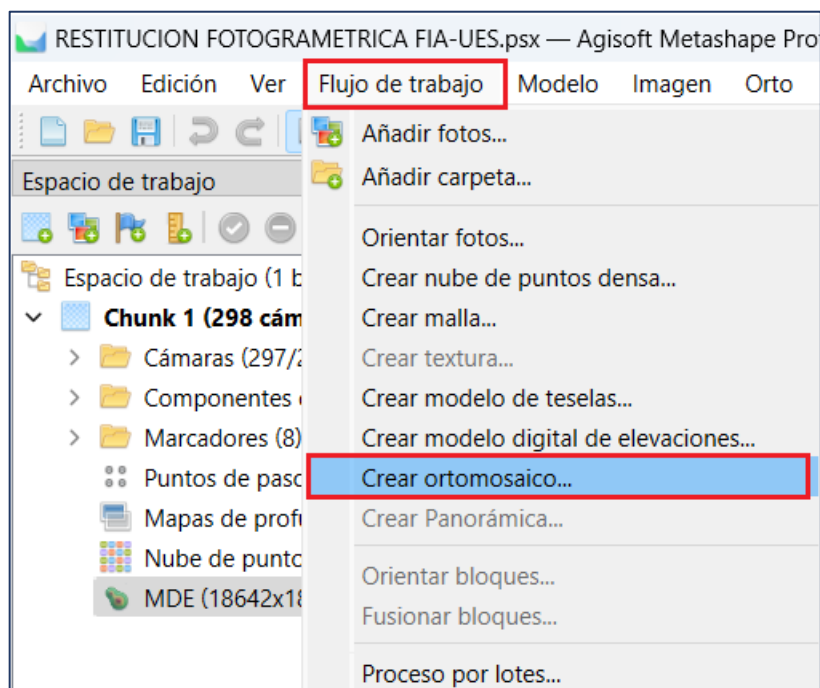 RESTITUCION FOTOGRAMETRICA FIA-UES.psx — Agisoft Metashape Pro
Archivo Edición Ver Flujo de trabajo Modelo Imagen Orto
Añadir fotos...
Espacio de trabajo
Añadir carpeta...
Orientar fotos...
Espacio de trabajo (1 b
Crear nube de puntos densa...
Chunk 1 (298 cám
Crear malla...
Cámaras (297/2
Crear textura...
Componentes
Crear modelo de teselas...
Marcadores (8)
Crear modelo digital de elevaciones...
Puntos de paso
Crear ortomosaico...
Mapas de profu
Crear Panorámica...
Nube de punto
Orientar bloques...
MDE (18642x18
Fusionar bloques...
Proceso por lotes...